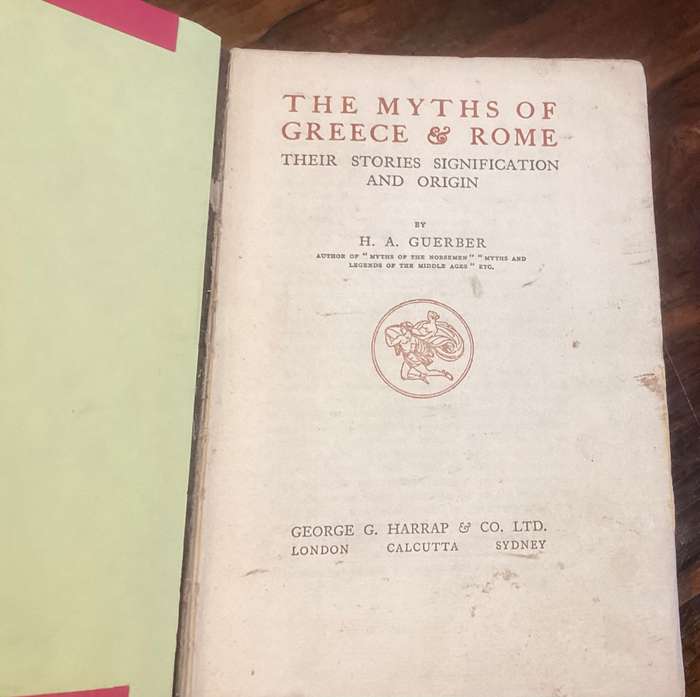 THE MYTHS OF
GREECE & ROME
THEIR STORIES SIGNIFICATION
AND ORIGIN
BY
H. A. GUERBER
AUTHOR OF "MYTHS OF THE NORSEMEN" "MYTHS AND
LEGENDS OF THE MIDDLE AGES" ETC.
GEORGE G. HARRAP & CO. LTD.
LONDON CALCUTTA SYDNEY